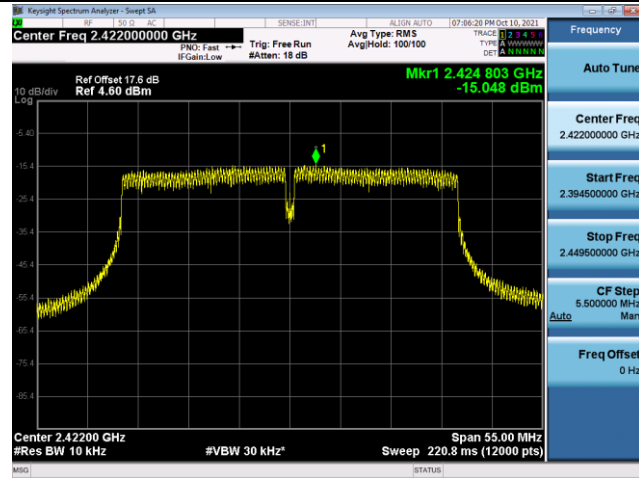 Keysight Spectrum Analyzer - Swept SA
RF 50 Ω AC SENSE:INT ALIGN AUTO 07:06:20 PM Oct 10, 2021
Center Freq 2.422000000 GHz
PNO: Fast
IFGain:Low
Trig: Free Run
#Atten: 18 dB
Avg Type: RMS
Avg|Hold: 100/100
TRACE 1 2 3 4 5 6
TYPE A WWWWW
DET A N N N N N
Ref Offset 17.6 dB
10 dB/div Ref 4.60 dBm
Log
Mkr1 2.424 803 GHz
-15.048 dBm
1
-5.40
-15.4
-25.4
-35.4
-45.4
-55.4
-65.4
-75.4
-85.4
Center 2.42200 GHz
#Res BW 10 kHz
#VBW 30 kHz*
Span 55.00 MHz
Sweep 220.8 ms (12000 pts)
MSG STATUS
Frequency
Auto Tune
Center Freq
2.422000000 GHz
Start Freq
2.394500000 GHz
Stop Freq
2.449500000 GHz
CF Step
5.500000 MHz
Auto Man
Freq Offset
0 Hz